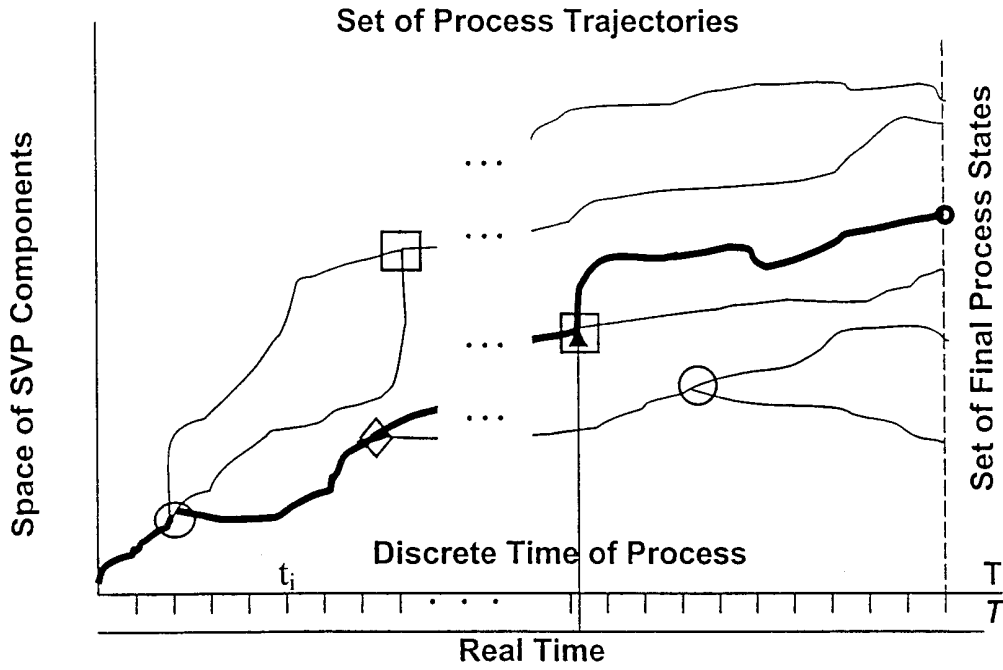 Set of Process Trajectories
Space of SVP Components
. . .
. . .
. . .
. . .
Set of Final Process States
Discrete Time of Process
tᵢ
T
. . . .
T
Real Time